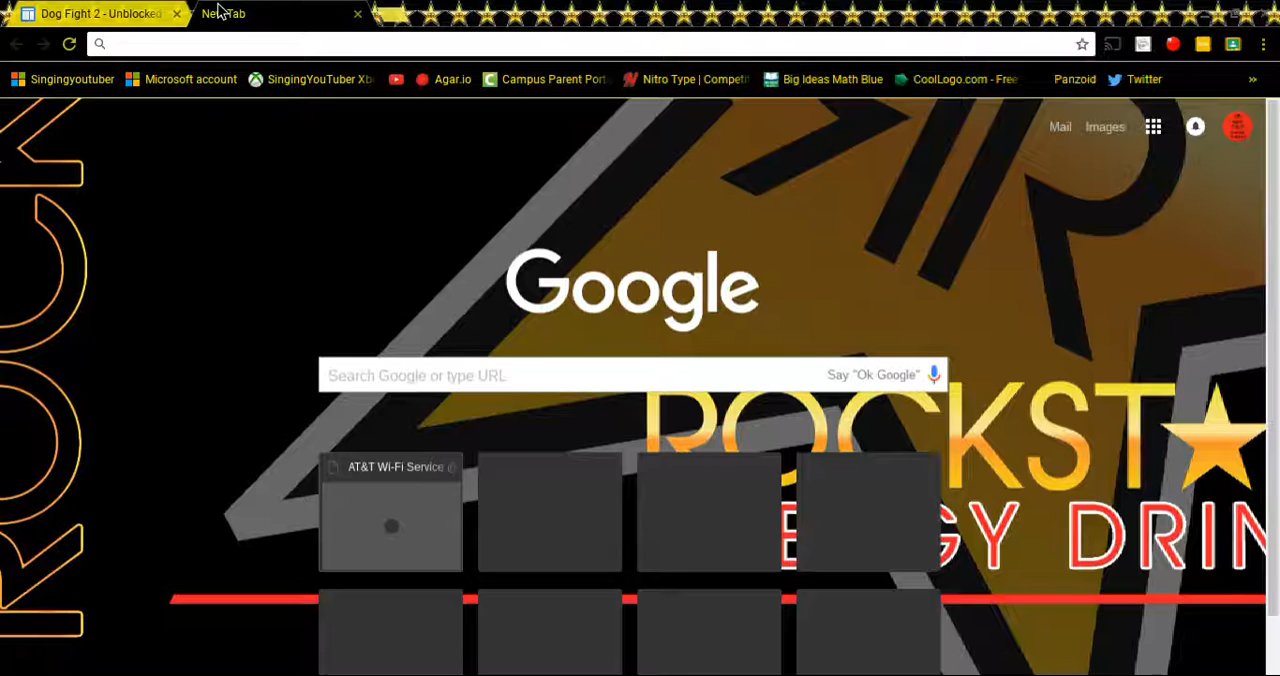 Dog Fight 2 - Unblocked
New Tab
Singingyoutuber
Microsoft account
SingingYouTuber Xb
Agar.io
Campus Parent Port
Nitro Type | Competi
Big Ideas Math Blue
CoolLogo.com - Free
Panzoid
Twitter
»
Mail
Images
ROCK
R
Google
Search Google or type URL
Say "Ok Google"
ROCKST★
AT&T Wi-Fi Service
GY DRIN